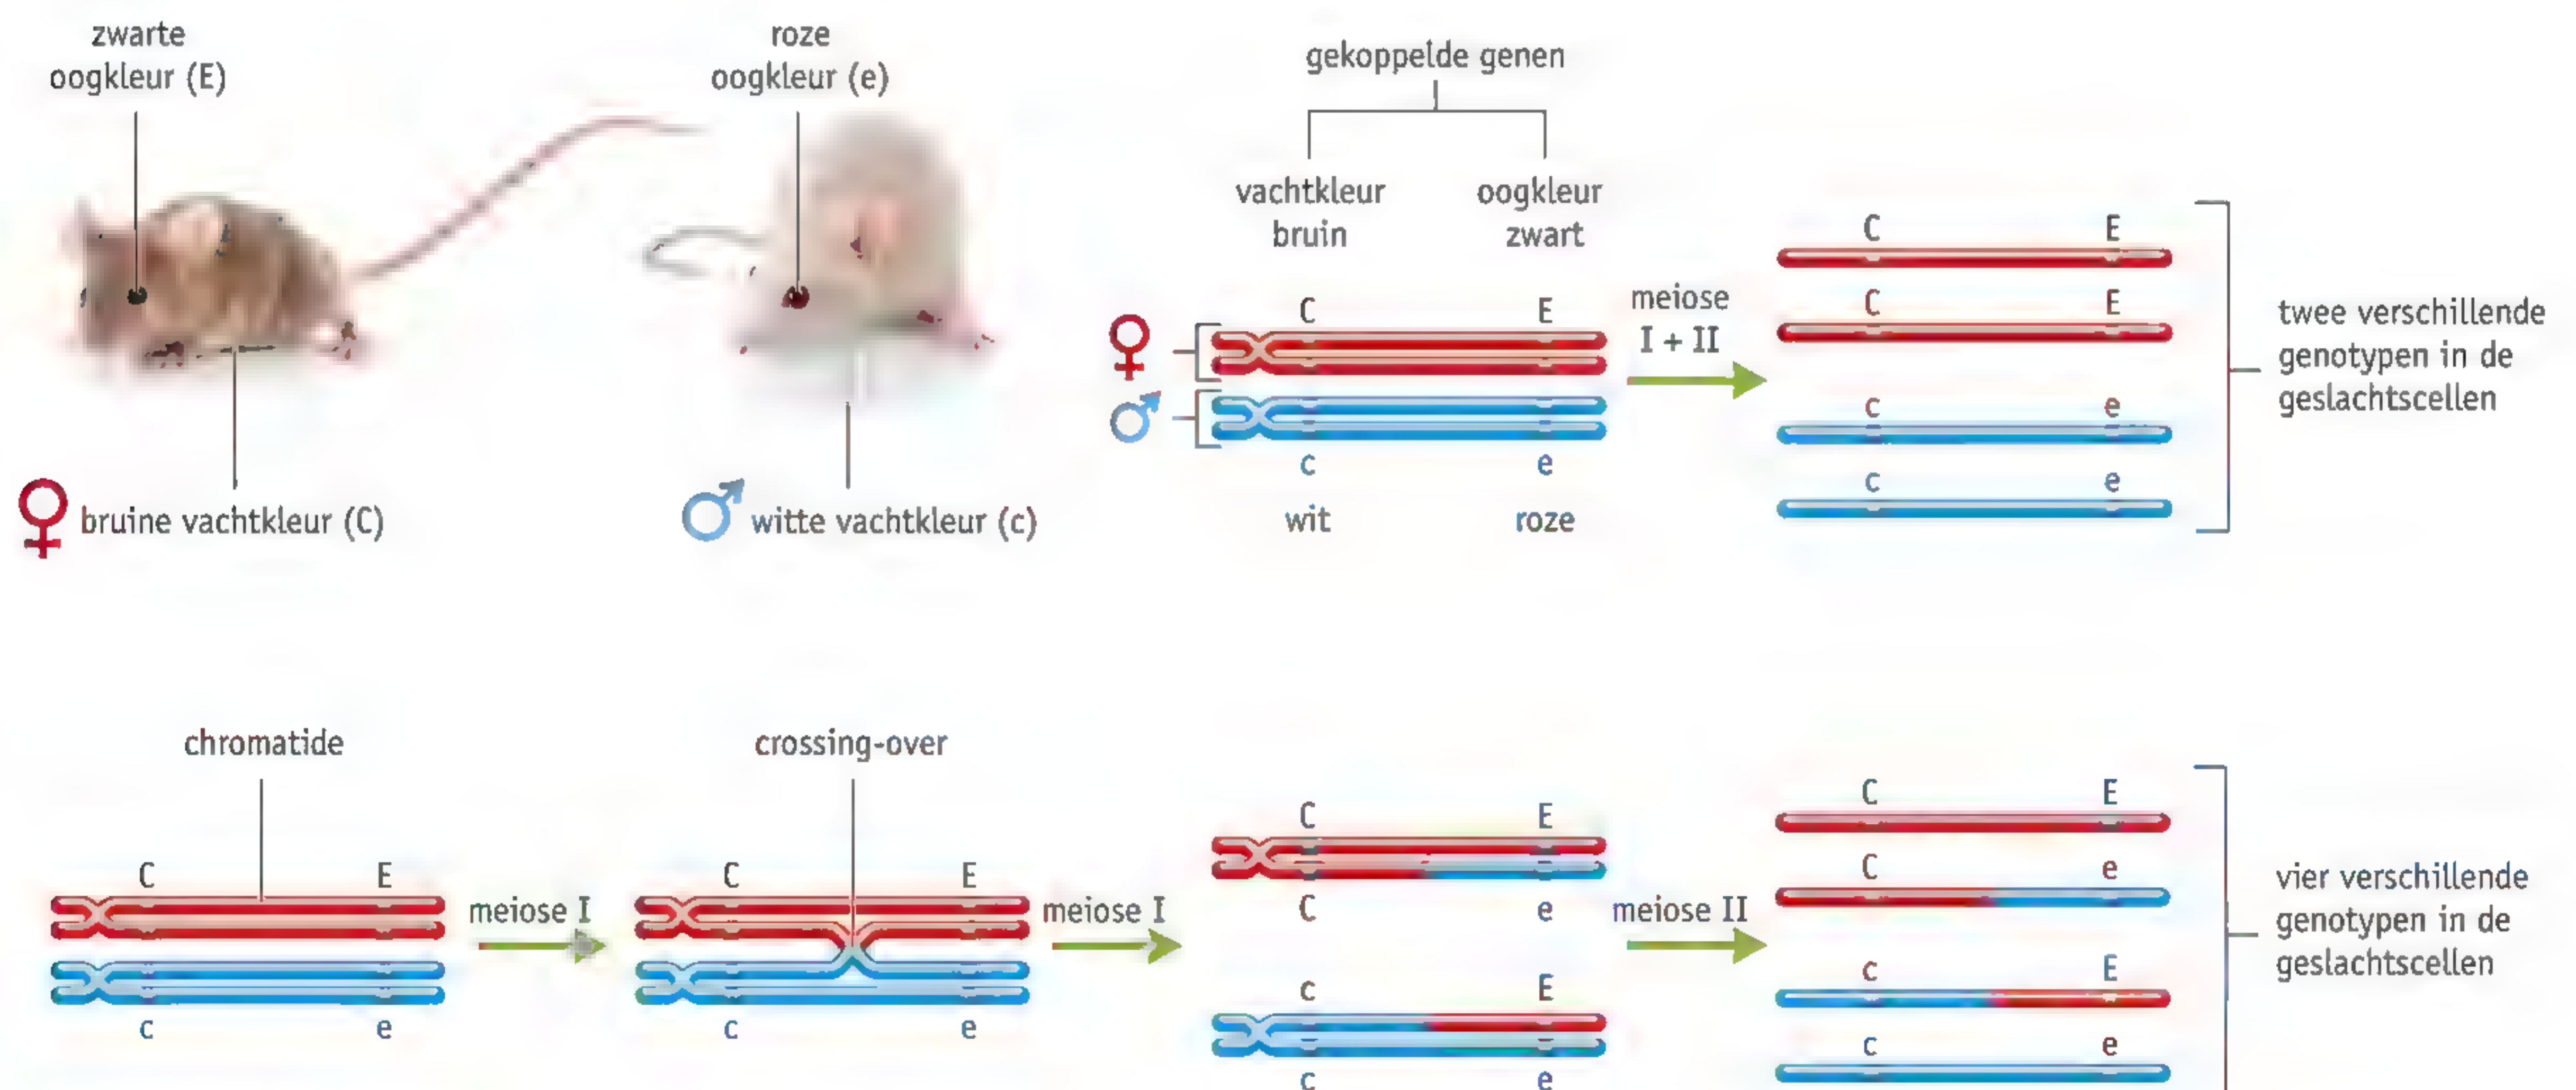 zwarte
oogkleur (E)
roze
oogkleur (e)
bruine vachtkleur (C)
witte vachtkleur (c)
gekoppelde genen
vachtkleur
bruin
oogkleur
zwart
C E
c e
wit roze
meiose
I + II
C E
C E
c e
c e
twee verschillende
genotypen in de
geslachtscellen
chromatide
C E
c e
meiose I
crossing-over
C E
c e
meiose I
C E
C e
c E
c e
meiose II
C E
C e
c E
c e
vier verschillende
genotypen in de
geslachtscellen